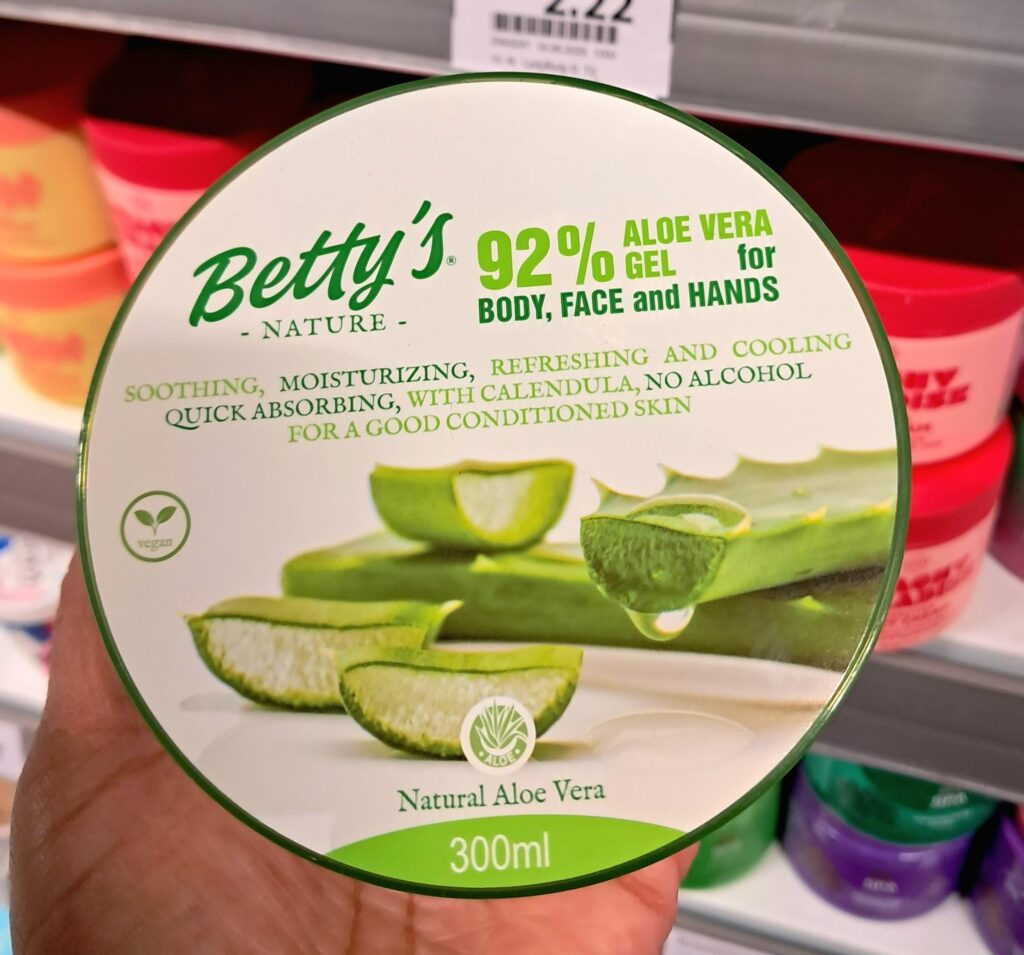 2.22
Betty's®
- NATURE -
92% ALOE VERA
GEL for
BODY, FACE and HANDS
SOOTHING, MOISTURIZING, REFRESHING AND COOLING
QUICK ABSORBING, WITH CALENDULA, NO ALCOHOL
FOR A GOOD CONDITIONED SKIN
vegan
ALOE
Natural Aloe Vera
300ml